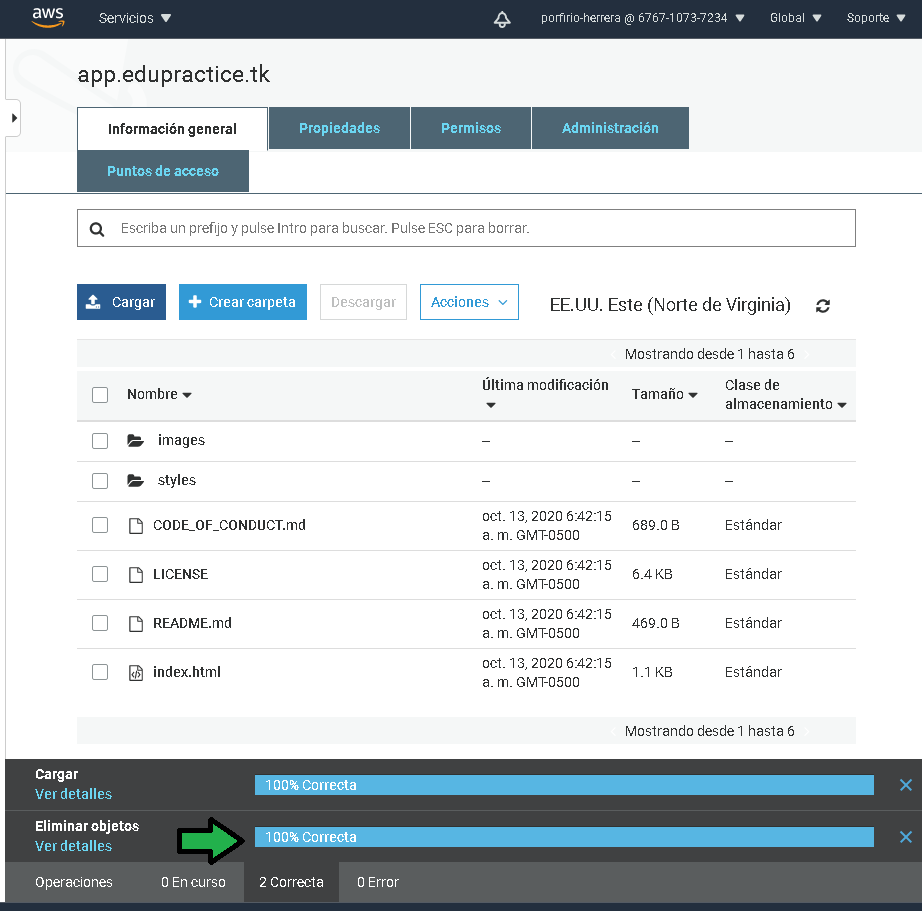 aws Servicios porfirio-herrera @ 6767-1073-7234 Global Soporte
app.edupractice.tk
Información general Propiedades Permisos Administración
Puntos de acceso
Escriba un prefijo y pulse Intro para buscar. Pulse ESC para borrar.
Cargar Crear carpeta Descargar Acciones EE.UU. Este (Norte de Virginia)
Mostrando desde 1 hasta 6
Nombre Última modificación Tamaño Clase de
almacenamiento
images – – –
styles – – –
CODE_OF_CONDUCT.md oct. 13, 2020 6:42:15 689.0 B Estándar
a. m. GMT-0500
LICENSE oct. 13, 2020 6:42:15 6.4 KB Estándar
a. m. GMT-0500
README.md oct. 13, 2020 6:42:15 469.0 B Estándar
a. m. GMT-0500
index.html oct. 13, 2020 6:42:15 1.1 KB Estándar
a. m. GMT-0500
Mostrando desde 1 hasta 6
Cargar
Ver detalles 100% Correcta
Eliminar objetos
Ver detalles 100% Correcta
Operaciones 0 En curso 2 Correcta 0 Error